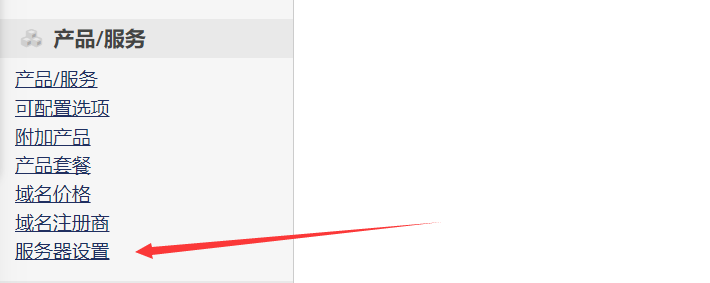 产品/服务
产品/服务
可配置选项
附加产品
产品套餐
域名价格
域名注册商
服务器设置